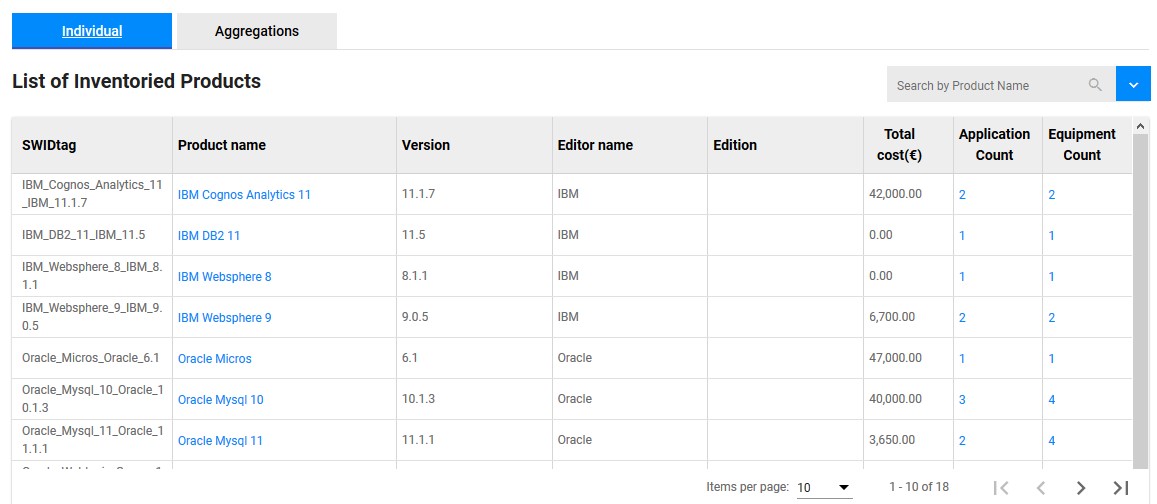 Individual
Aggregations
List of Inventoried Products
Search by Product Name
SWIDtag Product name Version Editor name Edition Total cost(€) Application Count Equipment Count
IBM_Cognos_Analytics_11
_IBM_11.1.7 IBM Cognos Analytics 11 11.1.7 IBM 42,000.00 2 2
IBM_DB2_11_IBM_11.5 IBM DB2 11 11.5 IBM 0.00 1 1
IBM_Websphere_8_IBM_8.
1.1 IBM Websphere 8 8.1.1 IBM 0.00 1 1
IBM_Websphere_9_IBM_9.
0.5 IBM Websphere 9 9.0.5 IBM 6,700.00 2 2
Oracle_Micros_Oracle_6.1 Oracle Micros 6.1 Oracle 47,000.00 1 1
Oracle_Mysql_10_Oracle_1
0.1.3 Oracle Mysql 10 10.1.3 Oracle 40,000.00 3 4
Oracle_Mysql_11_Oracle_1
1.1.1 Oracle Mysql 11 11.1.1 Oracle 3,650.00 2 4
Items per page: 10 1 - 10 of 18